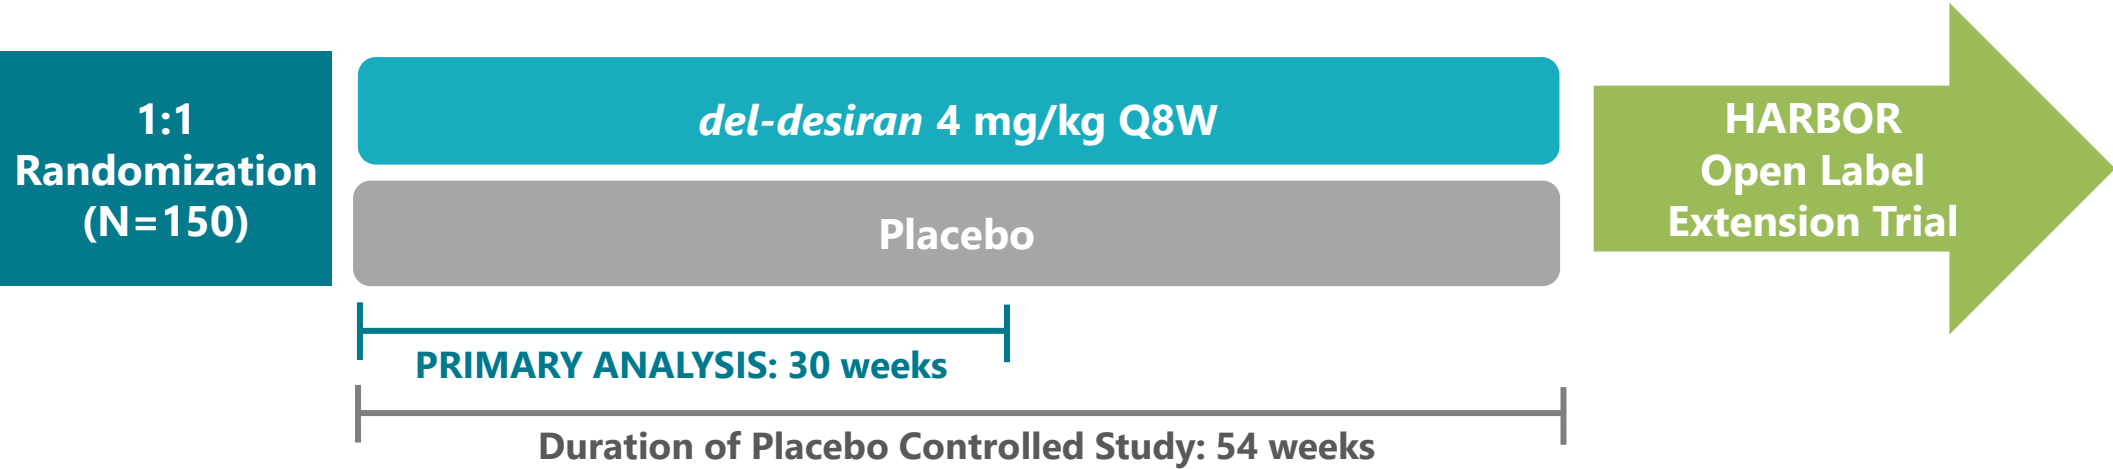 1:1
Randomization
(N=150)
del-desiran 4 mg/kg Q8W
Placebo
HARBOR
Open Label
Extension Trial
PRIMARY ANALYSIS: 30 weeks
Duration of Placebo Controlled Study: 54 weeks